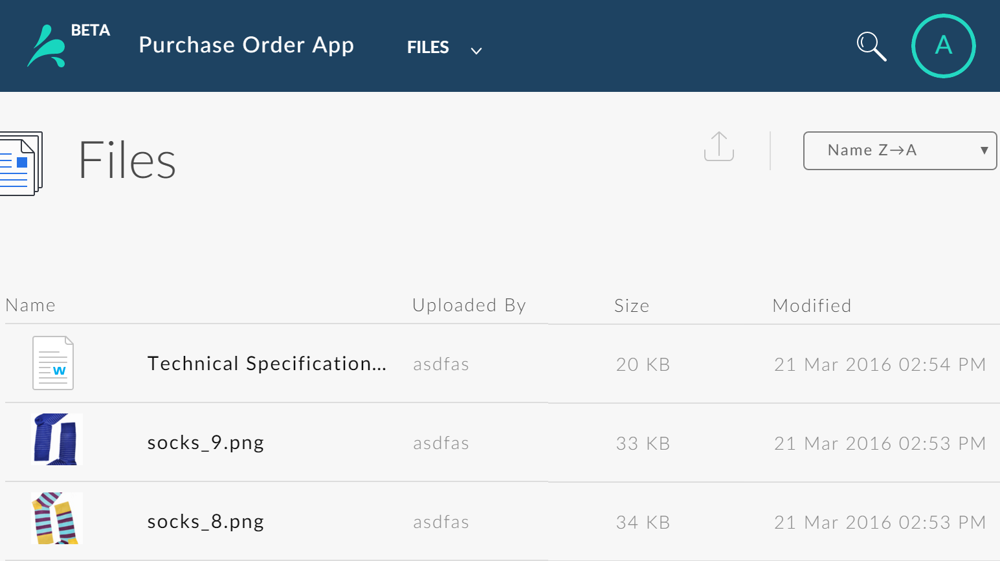 BETA
Purchase Order App
FILES
A
Files
Name Z→A
Name Uploaded By Size Modified
W
Technical Specification... asdfas 20 KB 21 Mar 2016 02:54 PM
socks_9.png asdfas 33 KB 21 Mar 2016 02:53 PM
socks_8.png asdfas 34 KB 21 Mar 2016 02:53 PM